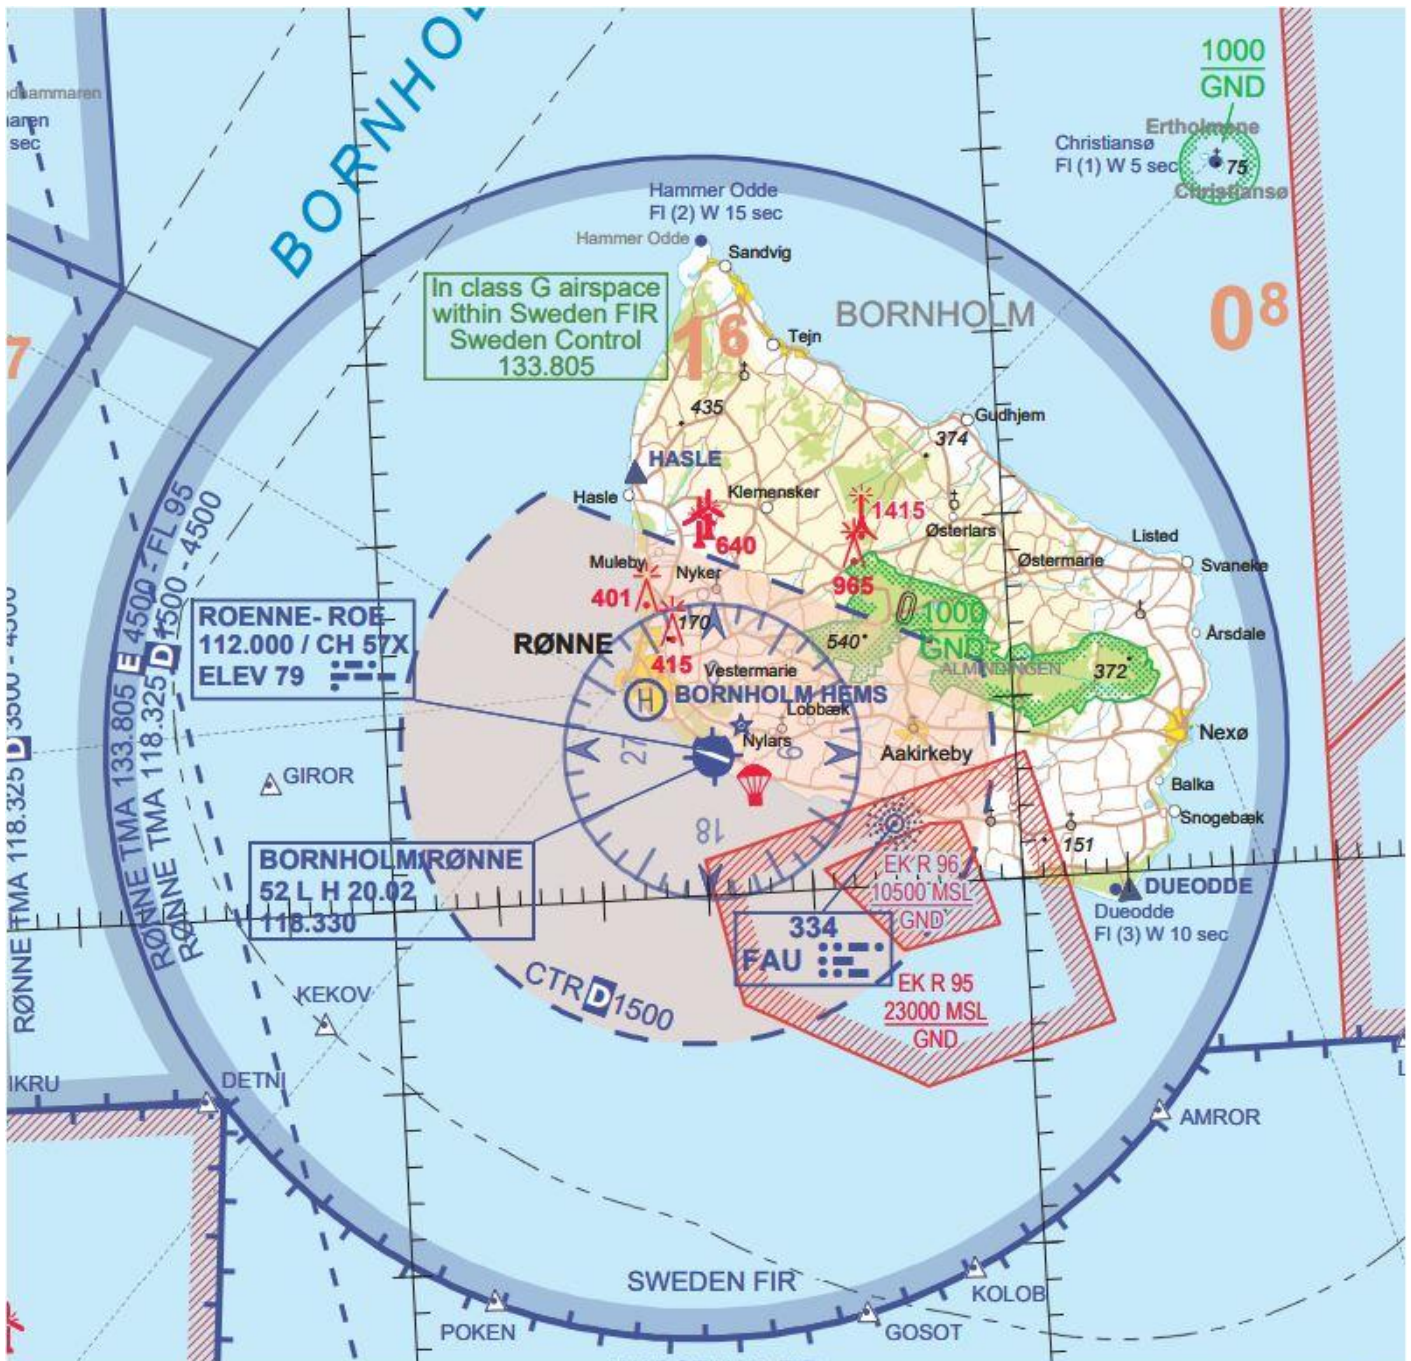 BORNHOL
1000
GND
Ertholmene
Christiansø
Fl (1) W 5 sec
75
Christiansø
sec
Hammer Odde
Fl (2) W 15 sec
Hammer Odde
Sandvig
In class G airspace
within Sweden FIR
Sweden Control
133.805
BORNHOLM
16
08
7
Tejn
435
Gudhjem
374
HASLE
Hasle
Klemensker
1415
640
Østerlars
Listed
Muleby
Nyker
965
Østermarie
Svaneke
401
1000
GND
ROENNE- ROE
112.000 / CH 57X
ELEV 79
RØNNE
170
540
Årsdale
415
Vestermarie
ALMINDINGEN
372
H
BORNHOLM HEMS
Lobbæk
Nylars
27
9
18
Aakirkeby
Nexø
GIROR
Balka
Snogebæk
BORNHOLM/RØNNE
52 L H 20.02
118.330
151
EK R 96
10500 MSL
GND
DUEODDE
Dueodde
Fl (3) W 10 sec
334
FAU
CTR D 1500
EK R 95
23000 MSL
GND
KEKOV
RØNNE TMA 133.805 E 4500 - FL 95
RØNNE TMA 118.325 D 1500 - 4500
RØNNE TMA 118.325 D 3500 - 4500
IKRU
DETNI
AMROR
SWEDEN FIR
KOLOB
POKEN
GOSOT